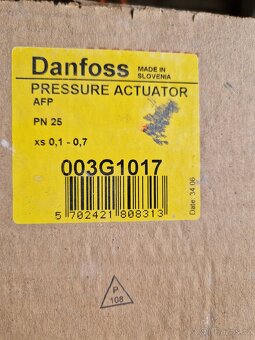 Danfoss
MADE IN
SLOVENIA
PRESSURE ACTUATOR
AFP
PN 25
xs 0,1 - 0,7
003G1017
5 702421 808313
Date: 34 06
P
108